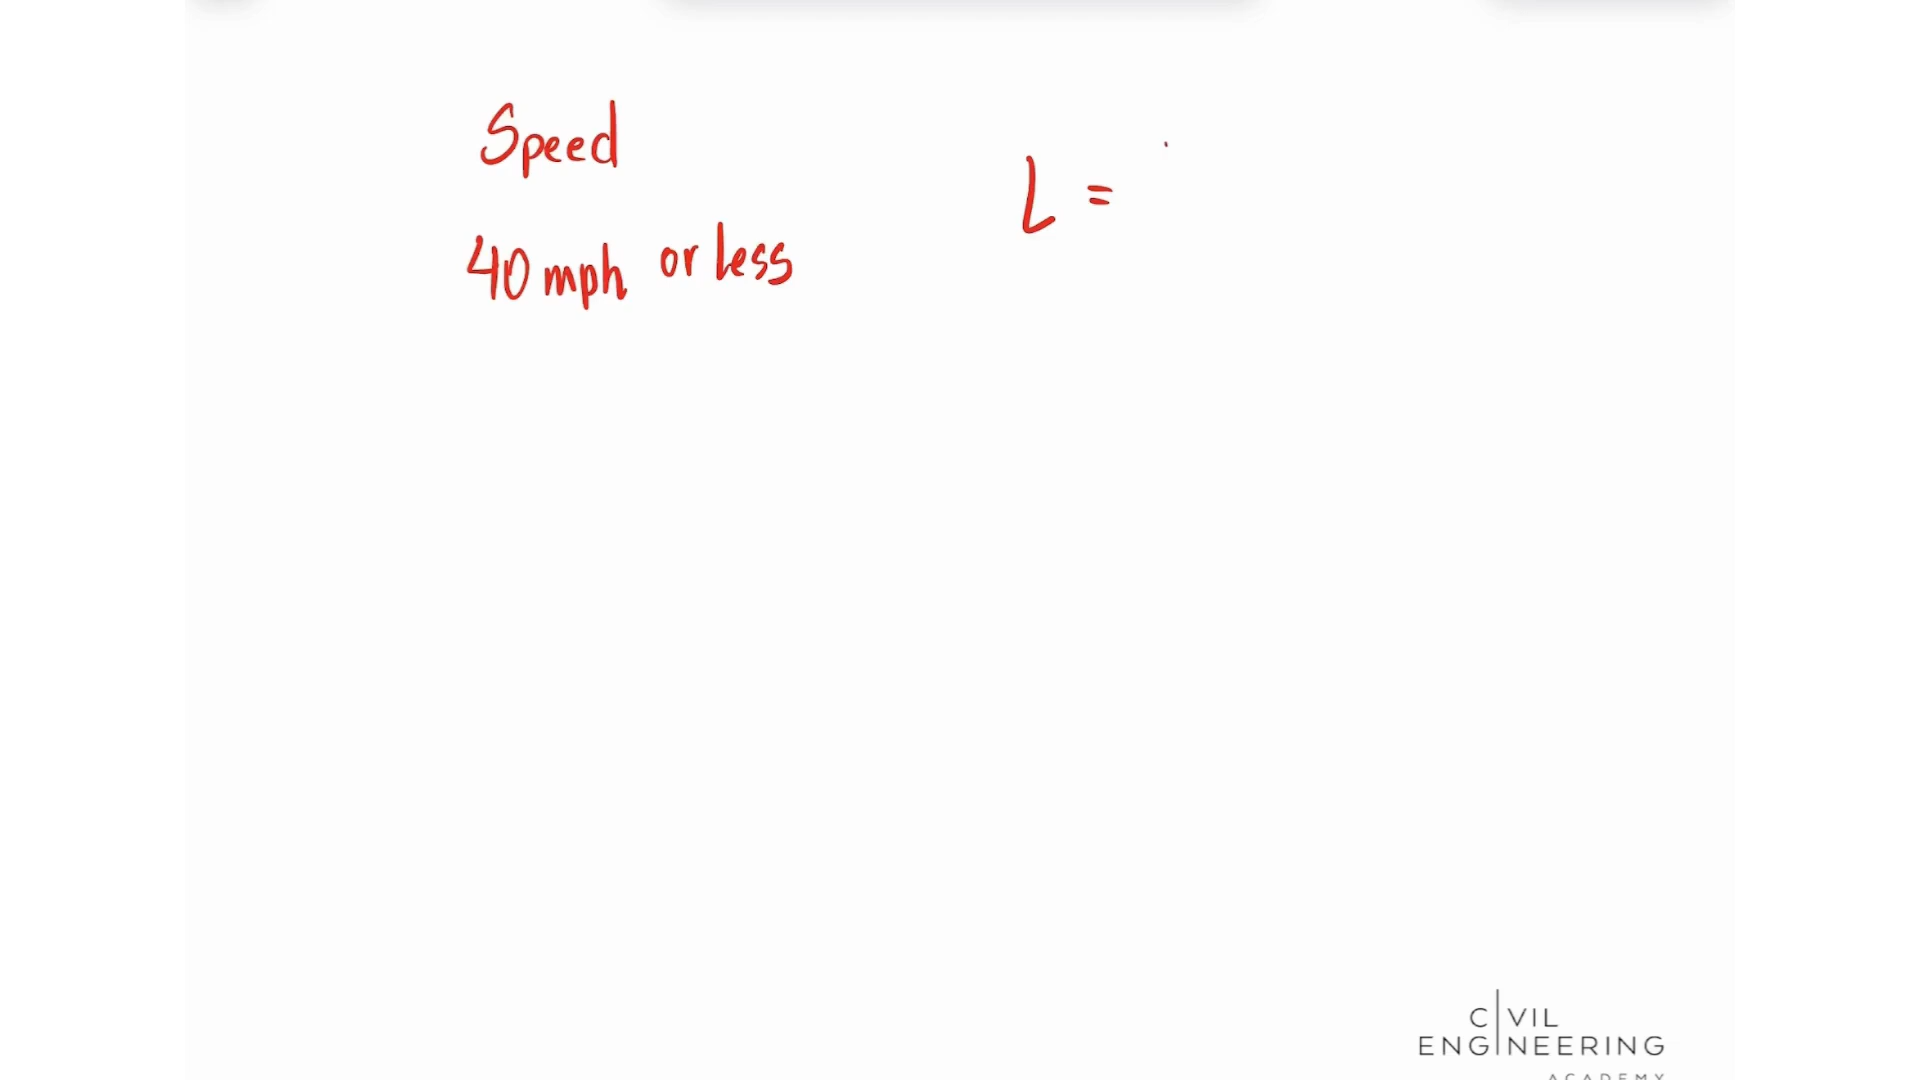 Speed
L =
40 mph or less
CIVIL
ENGINEERING
ACADEMY